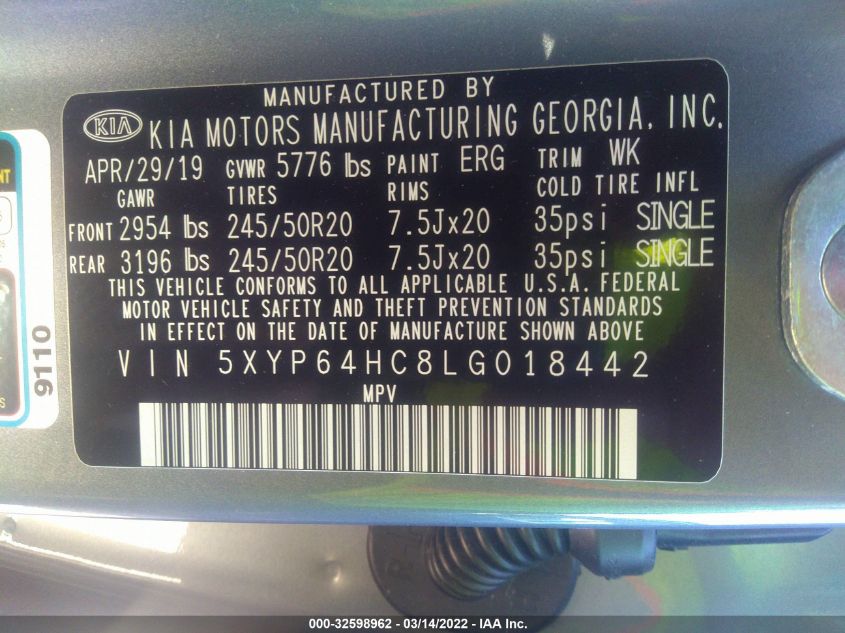 MANUFACTURED BY
KIA KIA MOTORS MANUFACTURING GEORGIA, INC.
APR/29/19 GVWR 5776 lbs PAINT ERG TRIM WK
GAWR TIRES RIMS COLD TIRE INFL
FRONT 2954 lbs 245/50R20 7.5Jx20 35psi SINGLE
REAR 3196 lbs 245/50R20 7.5Jx20 35psi SINGLE
THIS VEHICLE CONFORMS TO ALL APPLICABLE U.S.A. FEDERAL
MOTOR VEHICLE SAFETY AND THEFT PREVENTION STANDARDS
IN EFFECT ON THE DATE OF MANUFACTURE SHOWN ABOVE
VIN 5XYP64HC8LG018442
MPV
9110
000-32598962 - 03/14/2022 - IAA Inc.